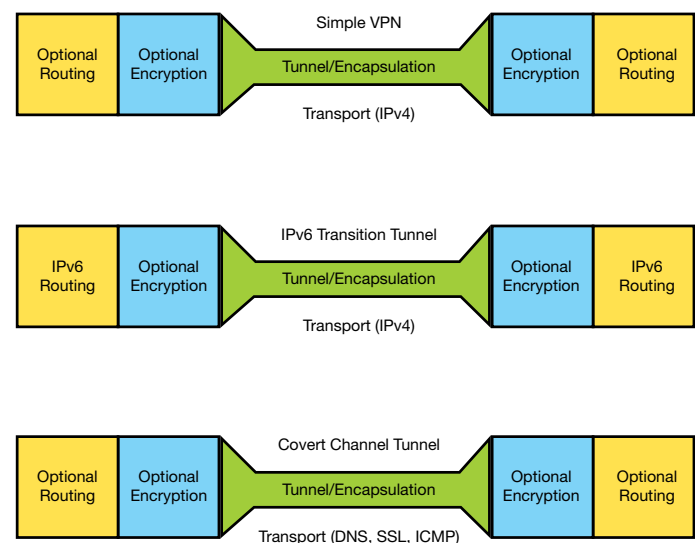 Simple VPN
Optional
Routing
Optional
Encryption
Tunnel/Encapsulation
Optional
Encryption
Optional
Routing
Transport (IPv4)
IPv6 Transition Tunnel
IPv6
Routing
Optional
Encryption
Tunnel/Encapsulation
Optional
Encryption
IPv6
Routing
Transport (IPv4)
Covert Channel Tunnel
Optional
Routing
Optional
Encryption
Tunnel/Encapsulation
Optional
Encryption
Optional
Routing
Transport (DNS, SSL, ICMP)